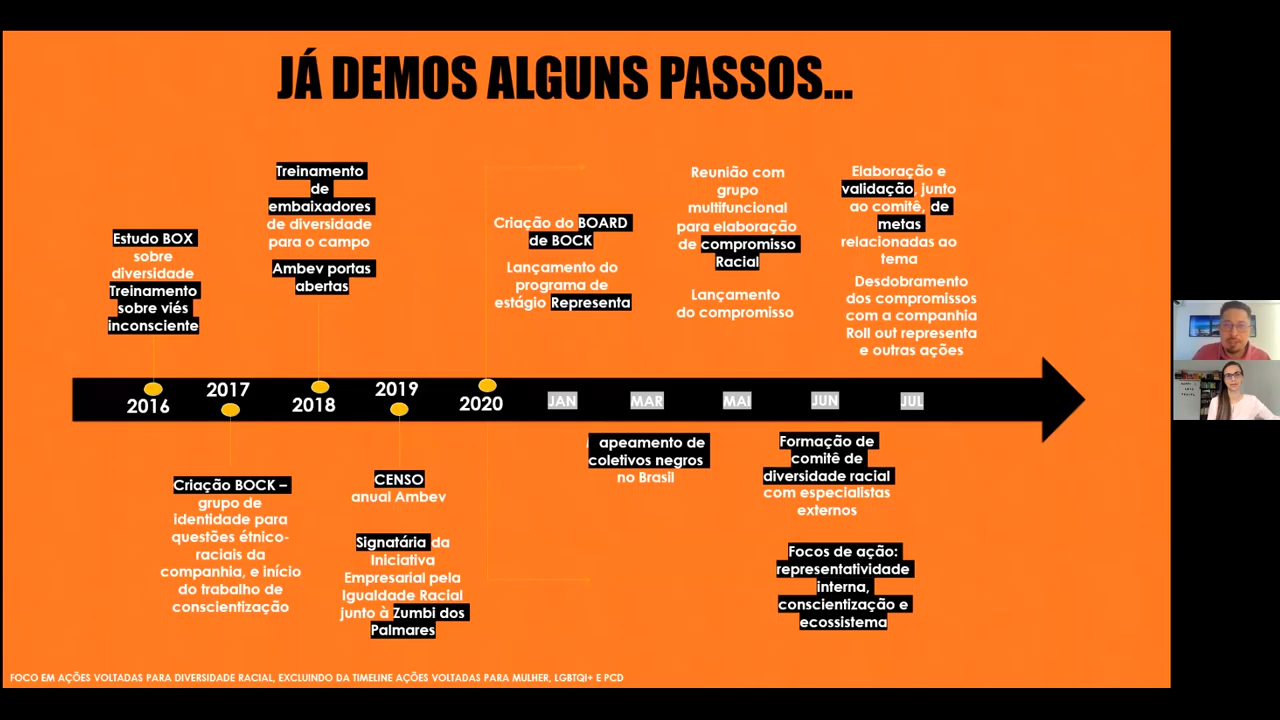 JÁ DEMOS ALGUNS PASSOS...
Estudo BOX
sobre
diversidade
Treinamento
sobre viés
inconsciente
Treinamento
de
embaixadores
de diversidade
para o campo
Ambev portas
abertas
Criação do BOARD
de BOCK
Lançamento do
programa de
estágio Representa
Reunião com
grupo
multifuncional
para elaboração
de compromisso
Racial
Lançamento
do compromisso
Elaboração e
validação, junto
ao comitê, de
metas
relacionadas ao
tema
Desdobramento
dos compromissos
com a companhia
Roll out representa
e outras ações
2016
2017
2018
2019
2020
JAN
MAR
MAI
JUN
JUL
Criação BOCK –
grupo de
identidade para
questões étnico-
raciais da
companhia, e início
do trabalho de
conscientização
CENSO
anual Ambev
Signatária da
Iniciativa
Empresarial pela
Igualdade Racial
junto à Zumbi dos
Palmares
apeamento de
coletivos negros
no Brasil
Formação de
comitê de
diversidade racial
com especialistas
externos
Focos de ação:
representatividade
interna,
conscientização e
ecossistema
FOCO EM AÇÕES VOLTADAS PARA DIVERSIDADE RACIAL, EXCLUINDO DA TIMELINE AÇÕES VOLTADAS PARA MULHER, LGBTQI+ E PCD